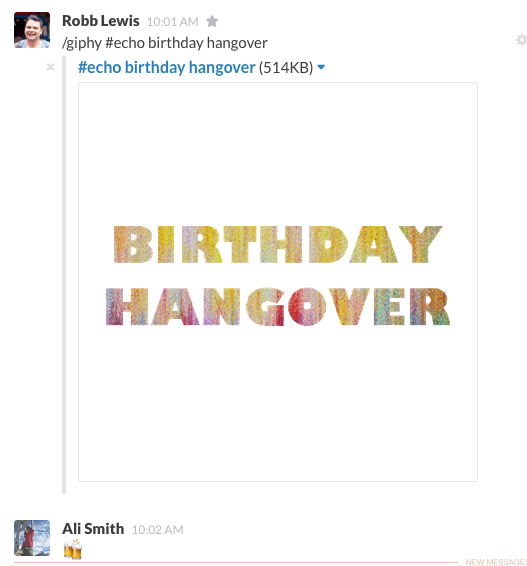 Robb Lewis 10:01 AM
/giphy #echo birthday hangover
#echo birthday hangover (514KB)
BIRTHDAY
HANGOVER
Ali Smith 10:02 AM
NEW MESSAGES